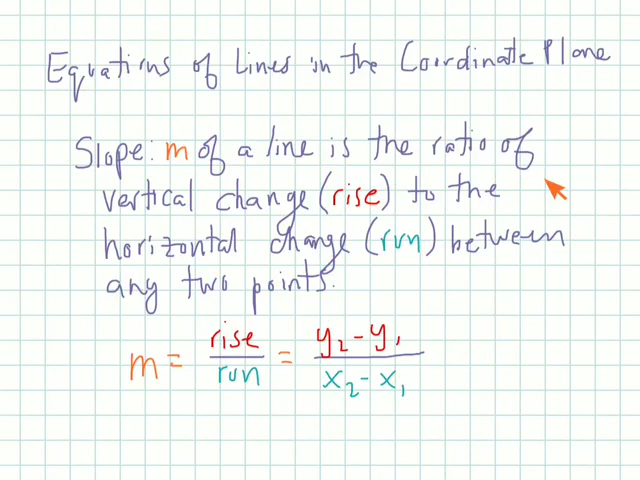 Equations of Lines in the Coordinate Plane
Slope: m of a line is the ratio of
vertical change (rise) to the
horizontal change (run) between
any two points.
m = rise/run = y₂ - y₁ / x₂ - x₁